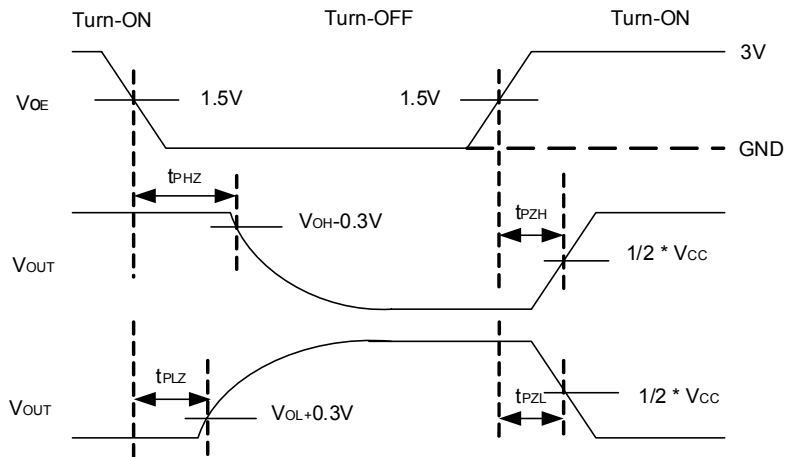 Turn-ON Turn-OFF Turn-ON
3V
VOE 1.5V 1.5V
GND
tPHZ
VOH-0.3V tPZH
VOUT 1/2 * VCC
tPLZ
VOUT VOL+0.3V tPZL 1/2 * VCC